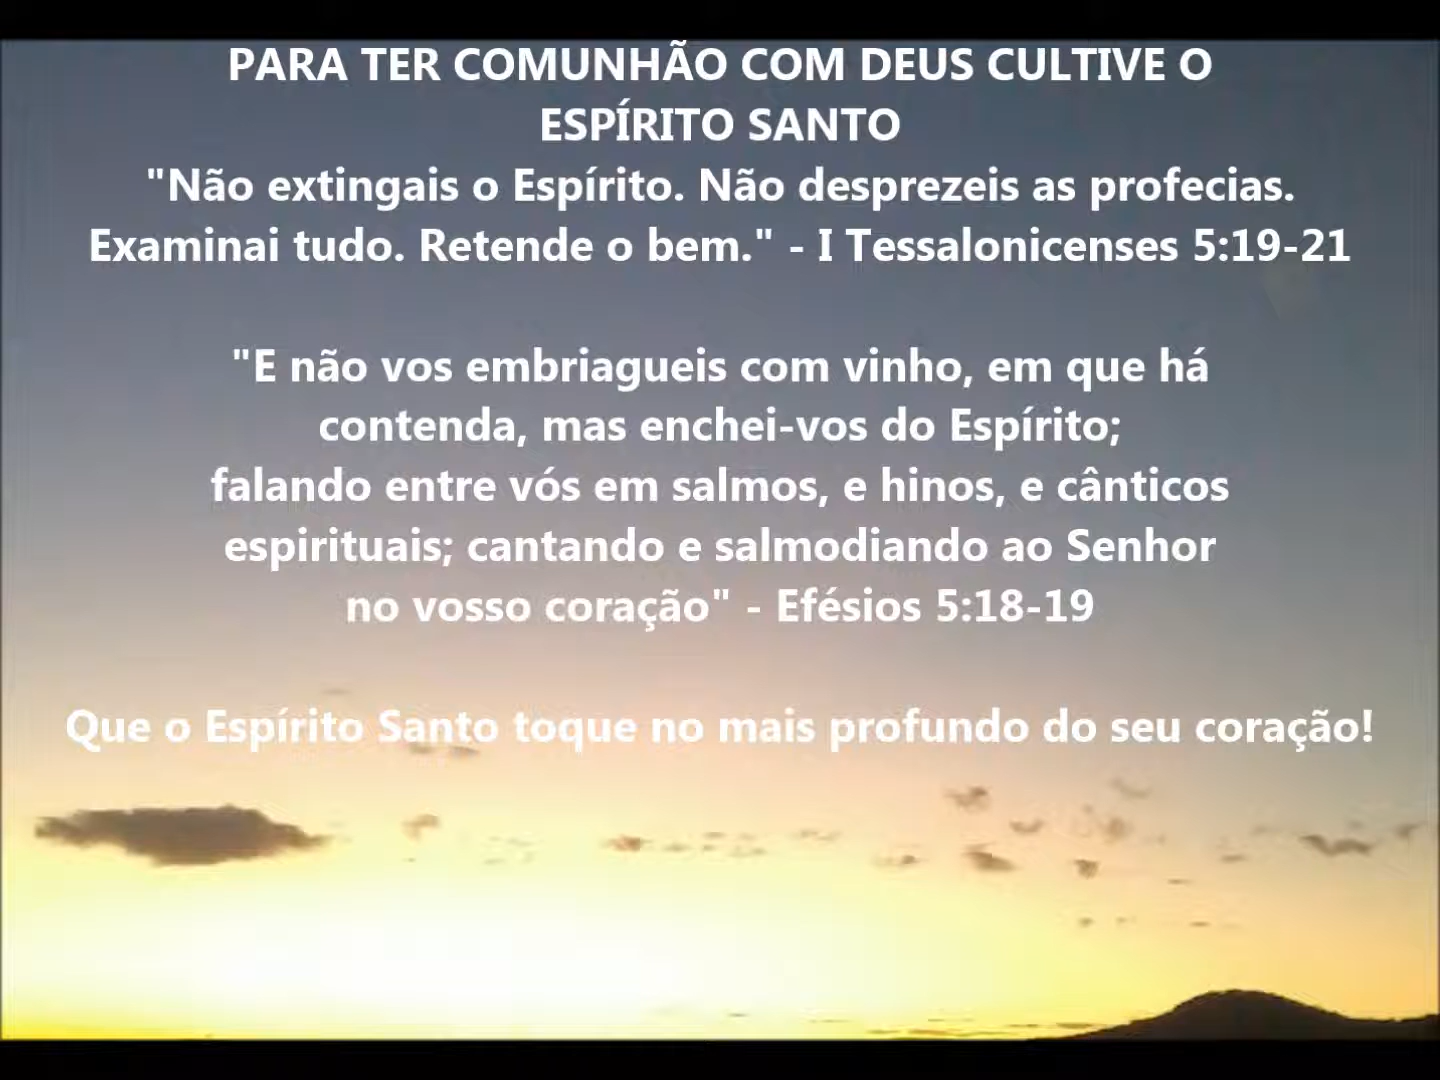 PARA TER COMUNHÃO COM DEUS CULTIVE O
ESPÍRITO SANTO
"Não extingais o Espírito. Não desprezeis as profecias.
Examinai tudo. Retende o bem." - I Tessalonicenses 5:19-21
"E não vos embriagueis com vinho, em que há
contenda, mas enchei-vos do Espírito;
falando entre vós em salmos, e hinos, e cânticos
espirituais; cantando e salmodiando ao Senhor
no vosso coração" - Efésios 5:18-19
Que o Espírito Santo toque no mais profundo do seu coração!